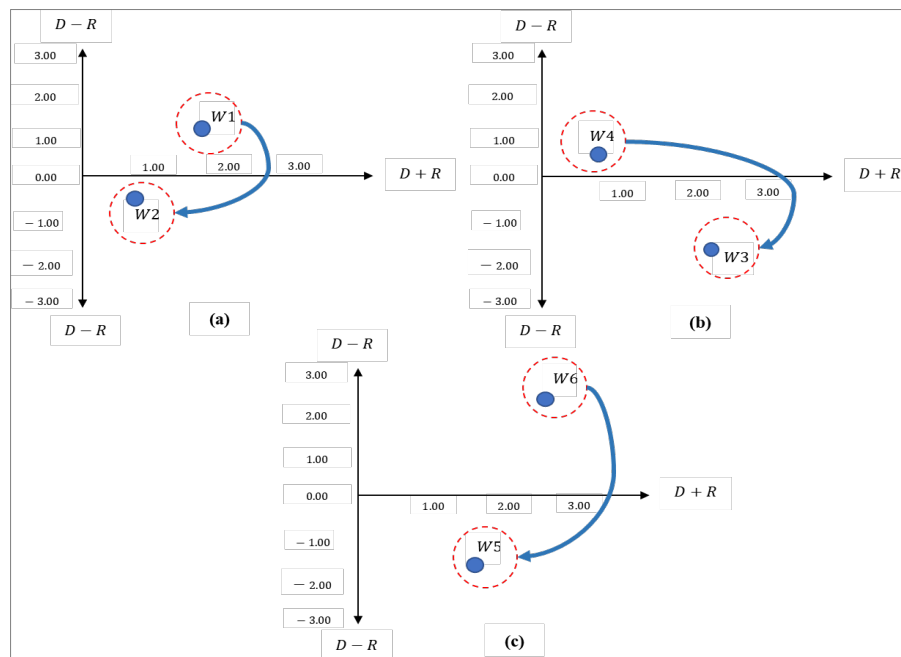 D − R
3.00
2.00
1.00
0.00
− 1.00
− 2.00
− 3.00
D − R
W1
W2
1.00
2.00
3.00
D + R
(a)
D − R
3.00
2.00
1.00
0.00
− 1.00
− 2.00
− 3.00
D − R
W4
W3
1.00
2.00
3.00
D + R
(b)
D − R
3.00
2.00
1.00
0.00
− 1.00
− 2.00
− 3.00
D − R
W6
W5
1.00
2.00
3.00
D + R
(c)